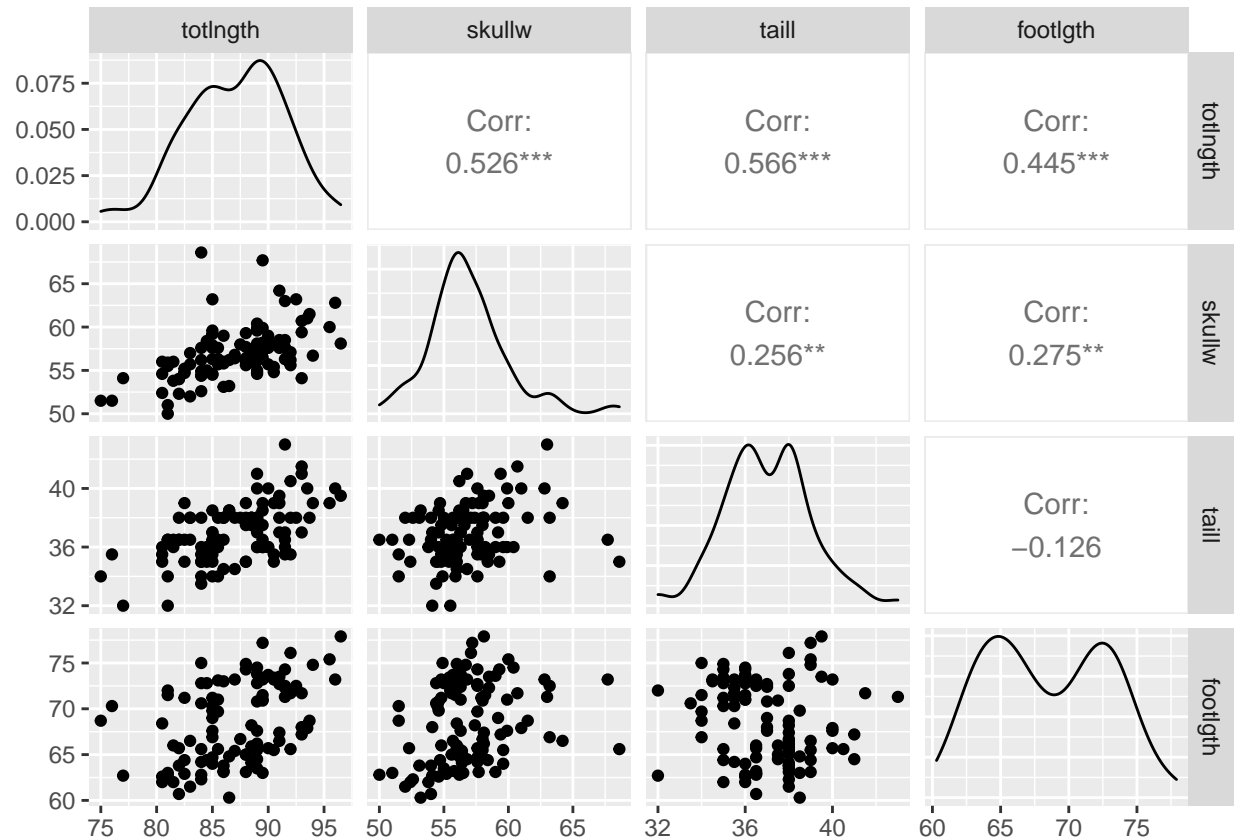 totlngth skullw taill footlgth
0.075
0.050
0.025
0.000
Corr:
0.526***
Corr:
0.566***
Corr:
0.445***
totlngth
65
60
55
50
Corr:
0.256**
Corr:
0.275**
skullw
40
36
32
Corr:
−0.126
taill
75
70
65
60
footlgth
75 80 85 90 95 50 55 60 65 32 36 40 60 65 70 75